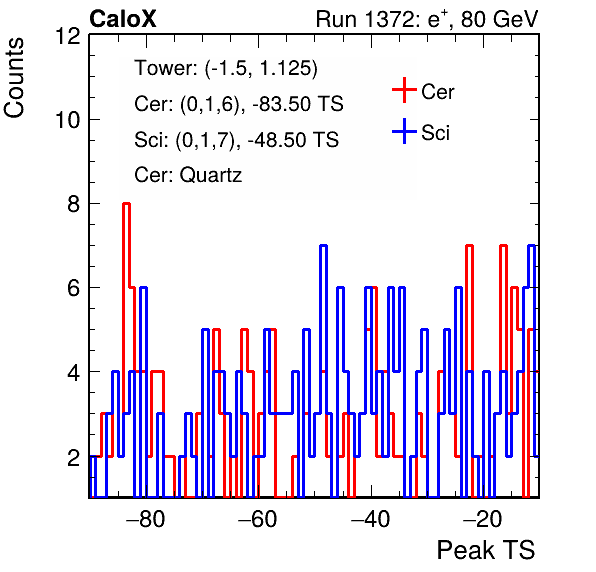 CaloX Run 1372: e⁺, 80 GeV
Counts
12
10
8
6
4
2
Tower: (-1.5, 1.125)
Cer: (0,1,6), -83.50 TS
Sci: (0,1,7), -48.50 TS
Cer: Quartz
Cer
Sci
−80 −60 −40 −20
Peak TS